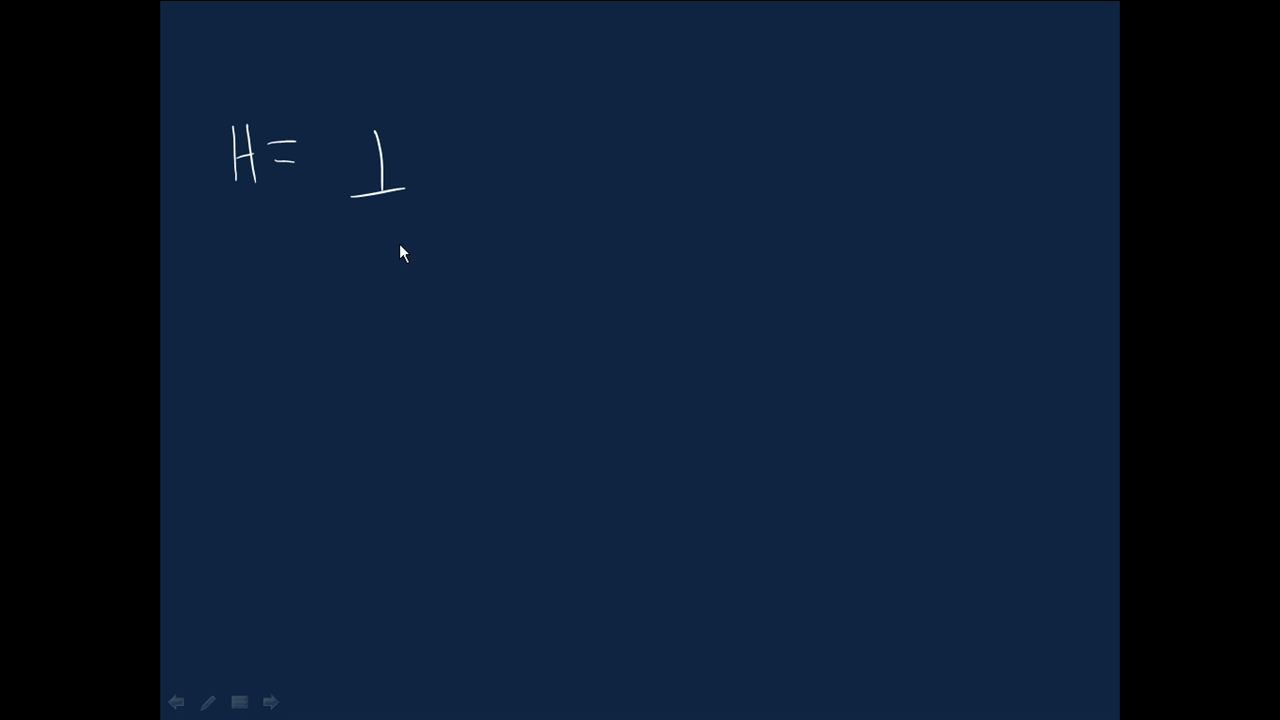 H = 1